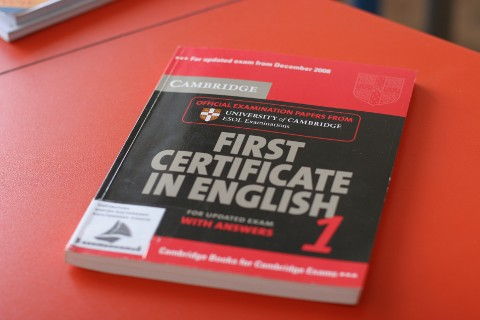 ••• For updated exam from December 2008
CAMBRIDGE
OFFICIAL EXAMINATION PAPERS FROM
UNIVERSITY of CAMBRIDGE
ESOL Examinations
FIRST
CERTIFICATE
IN ENGLISH
FOR UPDATED EXAM
WITH ANSWERS
1
Cambridge Books for Cambridge Exams •••